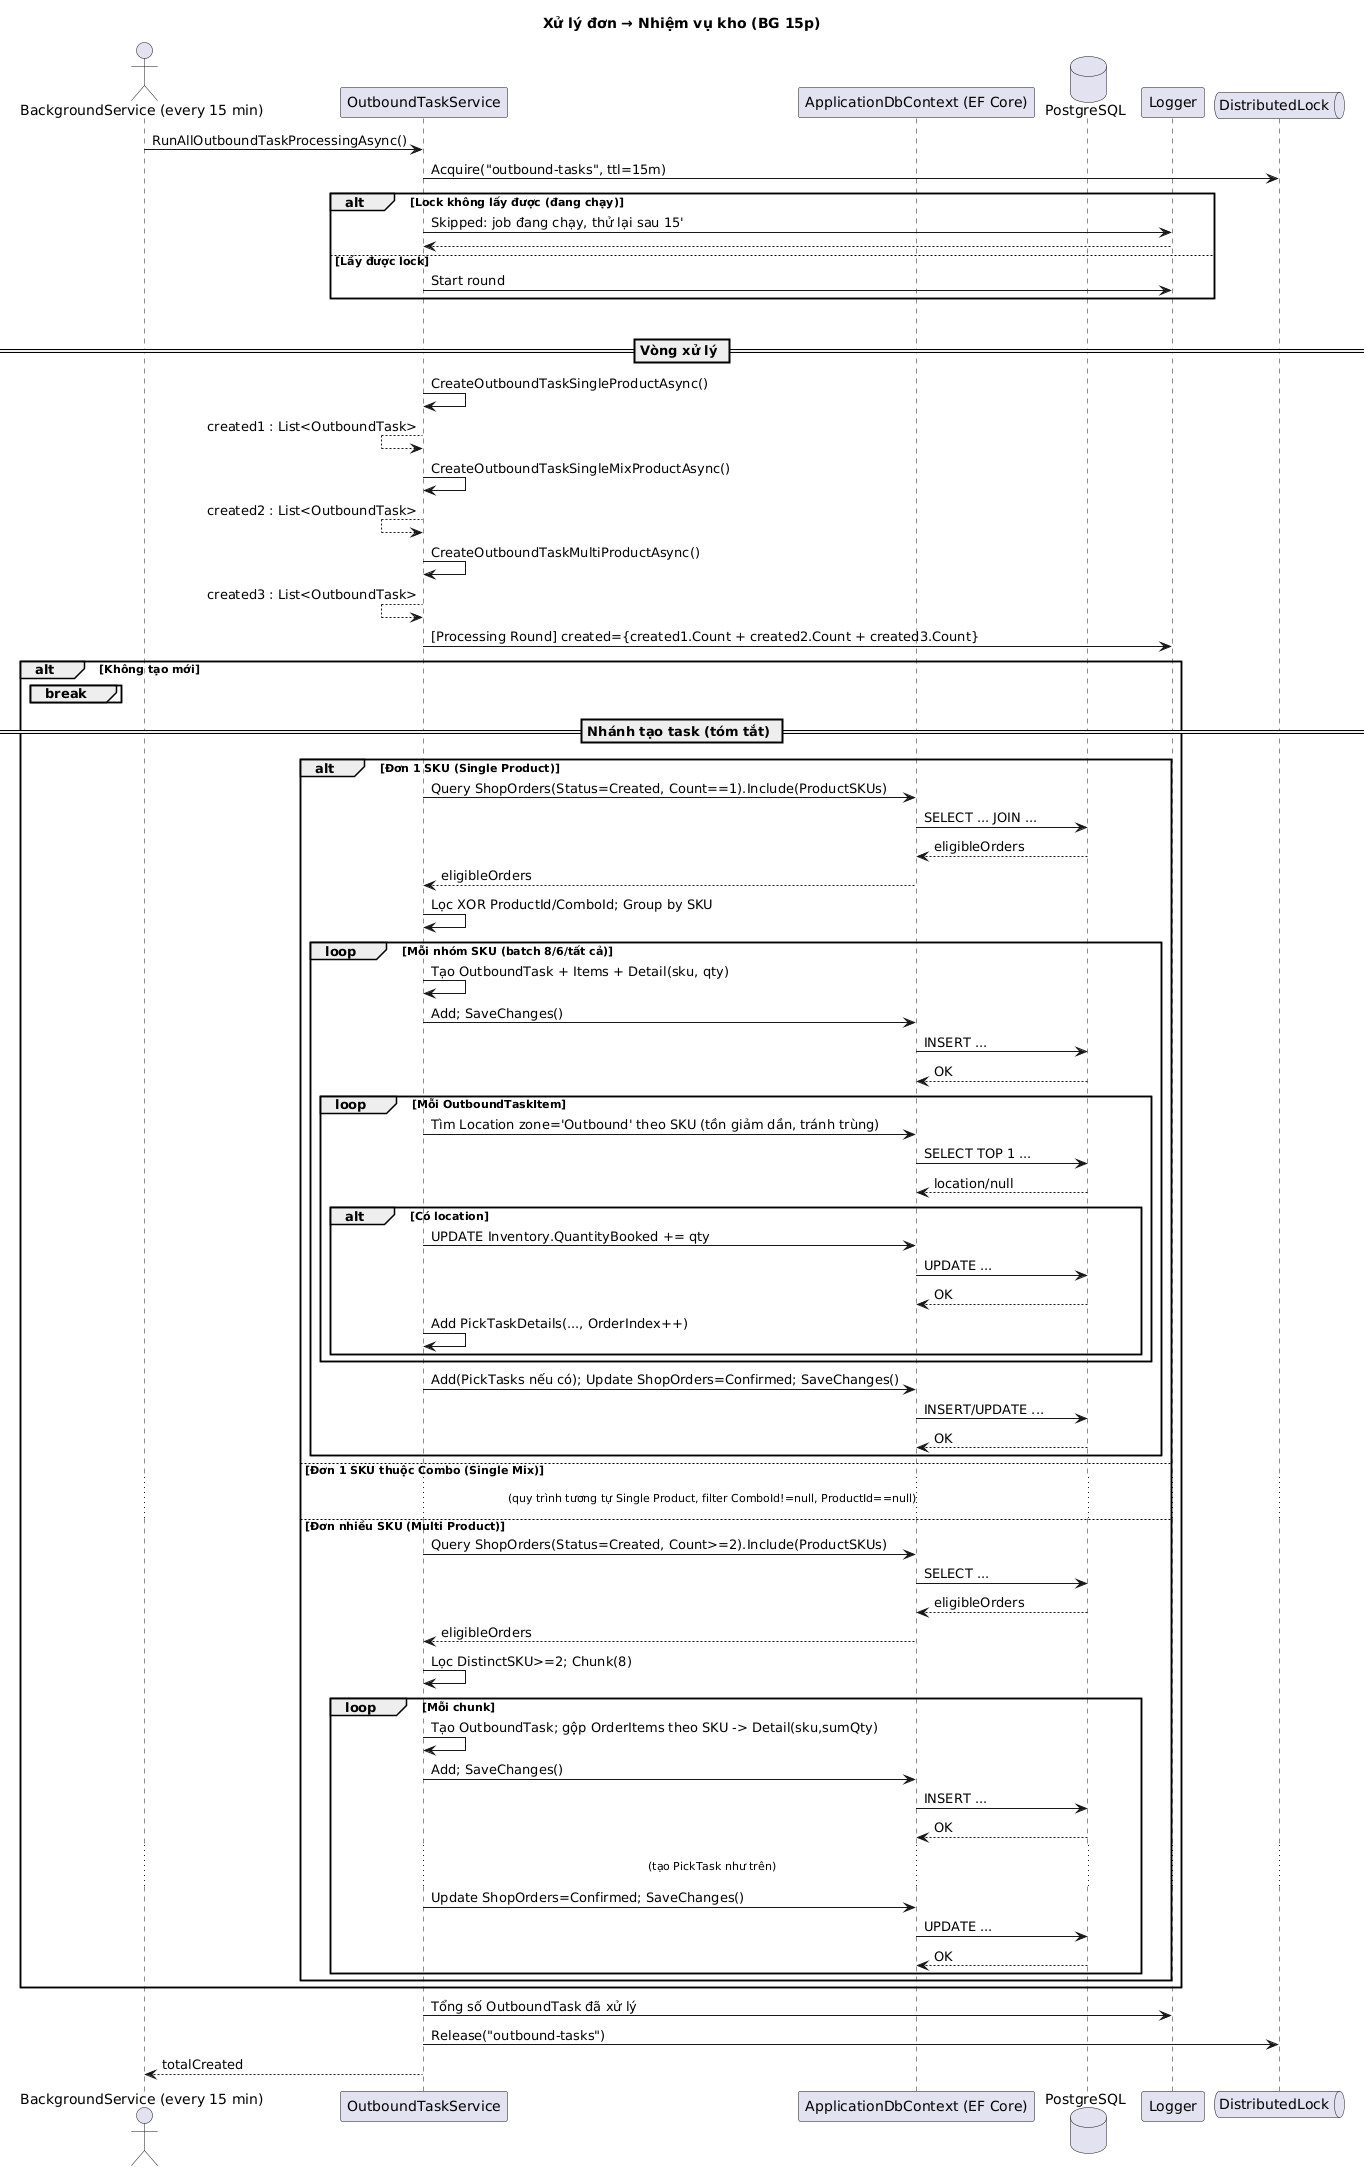 Xử lý đơn → Nhiệm vụ kho (BG 15p)
BackgroundService (every 15 min)
OutboundTaskService
ApplicationDbContext (EF Core)
PostgreSQL
Logger
DistributedLock
RunAllOutboundTaskProcessingAsync()
Acquire("outbound-tasks", ttl=15m)
alt [Lock không lấy được (đang chạy)]
Skipped: job đang chạy, thử lại sau 15'
[Lấy được lock]
Start round
Vòng xử lý
CreateOutboundTaskSingleProductAsync()
created1 : List<OutboundTask>
CreateOutboundTaskSingleMixProductAsync()
created2 : List<OutboundTask>
CreateOutboundTaskMultiProductAsync()
created3 : List<OutboundTask>
[Processing Round] created={created1.Count + created2.Count + created3.Count}
alt [Không tạo mới]
break
Nhánh tạo task (tóm tắt)
alt [Đơn 1 SKU (Single Product)]
Query ShopOrders(Status=Created, Count==1).Include(ProductSKUs)
SELECT ... JOIN ...
eligibleOrders
eligibleOrders
Lọc XOR ProductId/ComboId; Group by SKU
loop [Mỗi nhóm SKU (batch 8/6/tất cả)]
Tạo OutboundTask + Items + Detail(sku, qty)
Add; SaveChanges()
INSERT ...
OK
loop [Mỗi OutboundTaskItem]
Tìm Location zone='Outbound' theo SKU (tồn giảm dần, tránh trùng)
SELECT TOP 1 ...
location/null
alt [Có location]
UPDATE Inventory.QuantityBooked += qty
UPDATE ...
OK
Add PickTaskDetails(..., OrderIndex++)
Add(PickTasks nếu có); Update ShopOrders=Confirmed; SaveChanges()
INSERT/UPDATE ...
OK
[Đơn 1 SKU thuộc Combo (Single Mix)]
(quy trình tương tự Single Product, filter ComboId!=null, ProductId==null)
[Đơn nhiều SKU (Multi Product)]
Query ShopOrders(Status=Created, Count>=2).Include(ProductSKUs)
SELECT ...
eligibleOrders
eligibleOrders
Lọc DistinctSKU>=2; Chunk(8)
loop [Mỗi chunk]
Tạo OutboundTask; gộp OrderItems theo SKU -> Detail(sku,sumQty)
Add; SaveChanges()
INSERT ...
OK
(tạo PickTask như trên)
Update ShopOrders=Confirmed; SaveChanges()
UPDATE ...
OK
Tổng số OutboundTask đã xử lý
Release("outbound-tasks")
totalCreated
BackgroundService (every 15 min)
OutboundTaskService
ApplicationDbContext (EF Core)
PostgreSQL
Logger
DistributedLock